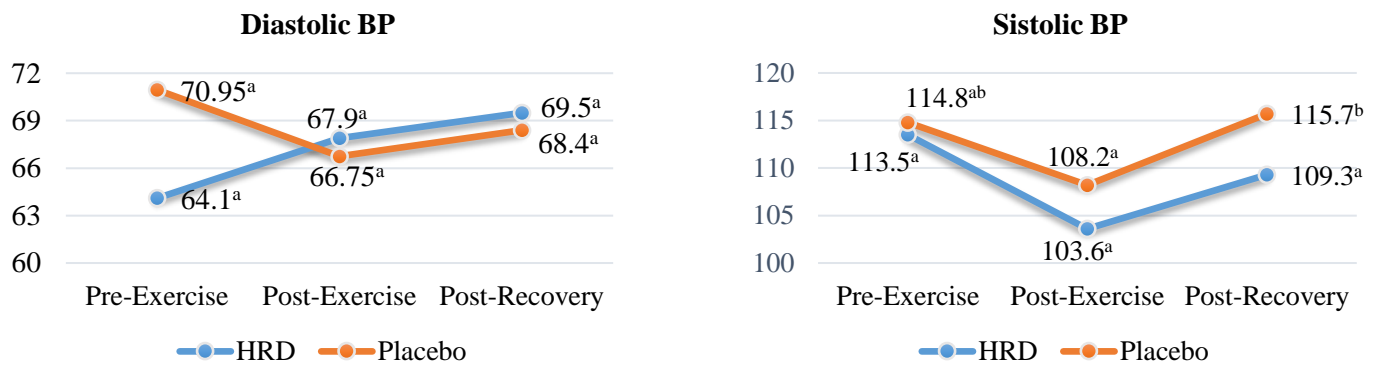 Diastolic BP
72
69
66
63
60
70.95ᵃ
67.9ᵃ
69.5ᵃ
64.1ᵃ
66.75ᵃ
68.4ᵃ
Pre-Exercise Post-Exercise Post-Recovery
HRD Placebo
Sistolic BP
120
115
110
105
100
114.8ᵃᵇ
113.5ᵃ
108.2ᵃ
103.6ᵃ
115.7ᵇ
109.3ᵃ
Pre-Exercise Post-Exercise Post-Recovery
HRD Placebo